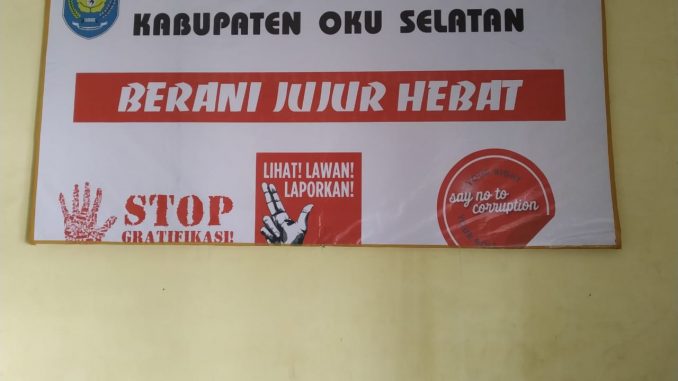 KABUPATEN OKU SELATAN
BERANI JUJUR HEBAT
STOP
GRATIFIKASI!
LIHAT! LAWAN!
LAPORKAN!
say no to
corruption